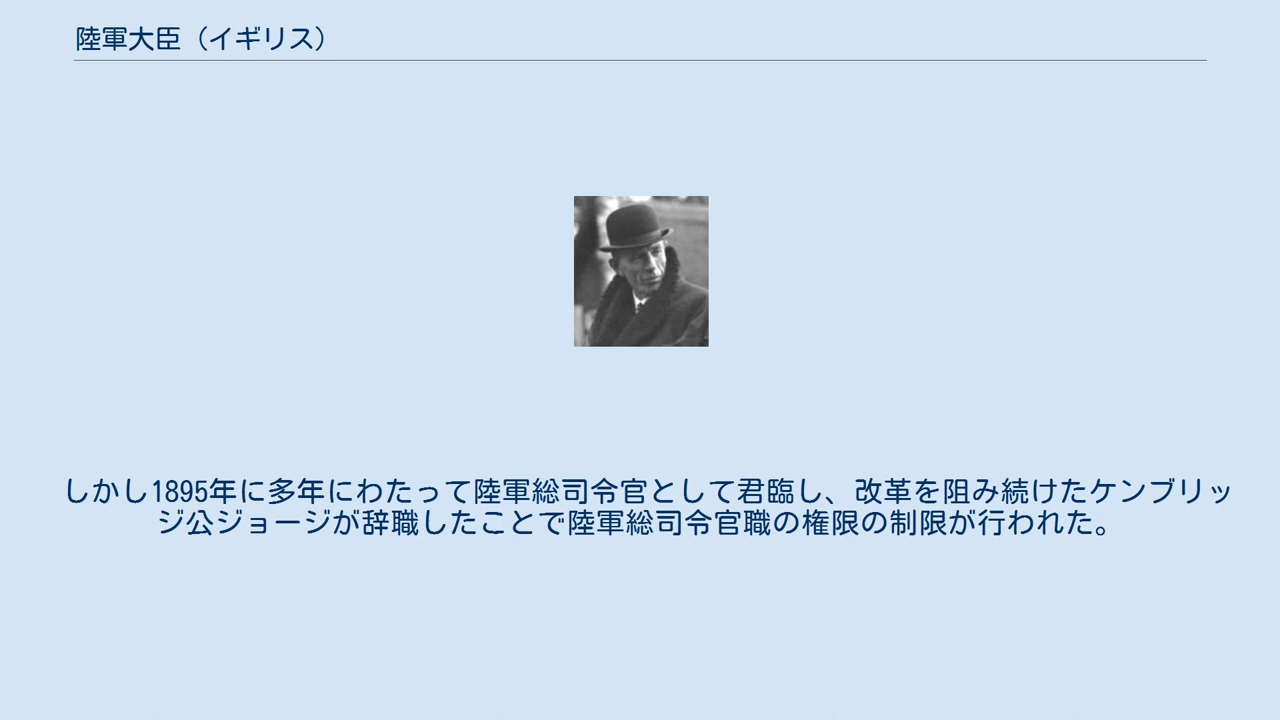 陸軍大臣（イギリス）
しかし1895年に多年にわたって陸軍総司令官として君臨し、改革を阻み続けたケンブリッ
ジ公ジョージが辞職したことで陸軍総司令官職の権限の制限が行われた。